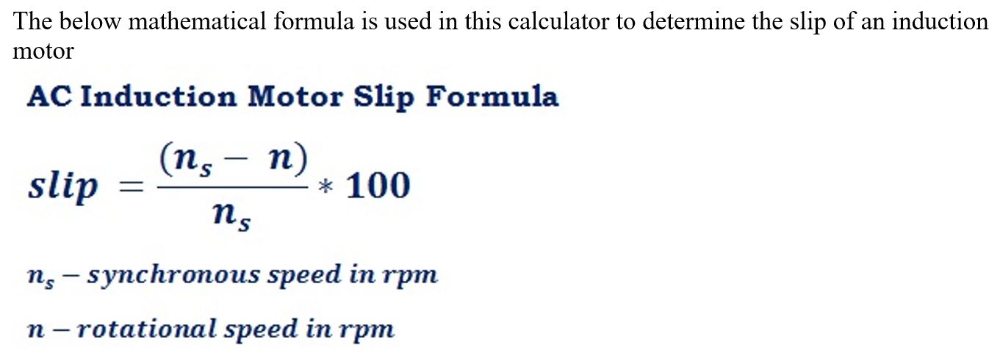 The below mathematical formula is used in this calculator to determine the slip of an induction
motor
AC Induction Motor Slip Formula
slip = (nₛ − n) / nₛ * 100
nₛ − synchronous speed in rpm
n − rotational speed in rpm